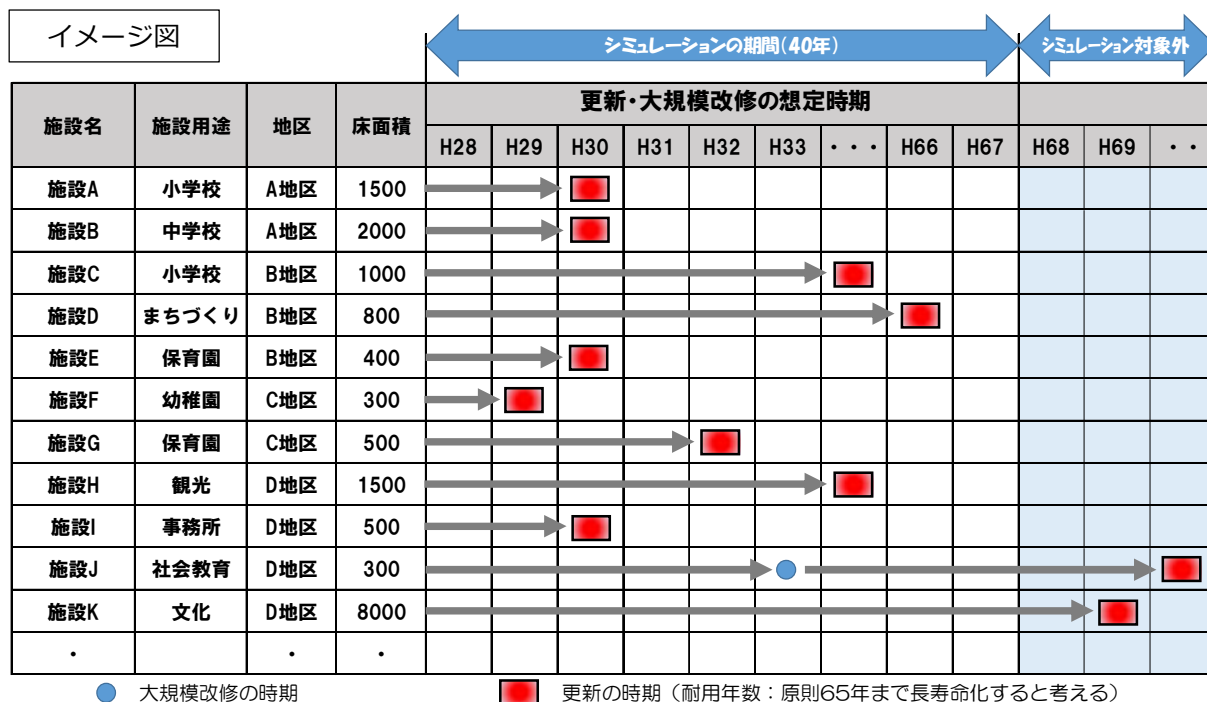 イメージ図
シミュレーションの期間(40年)
シミュレーション対象外
施設名 施設用途 地区 床面積 更新・大規模改修の想定時期
H28 H29 H30 H31 H32 H33 ・・・ H66 H67 H68 H69 ・・
施設A 小学校 A地区 1500
施設B 中学校 A地区 2000
施設C 小学校 B地区 1000
施設D まちづくり B地区 800
施設E 保育園 B地区 400
施設F 幼稚園 C地区 300
施設G 保育園 C地区 500
施設H 観光 D地区 1500
施設I 事務所 D地区 500
施設J 社会教育 D地区 300
施設K 文化 D地区 8000
・ ・ ・
大規模改修の時期
更新の時期（耐用年数：原則65年まで長寿命化すると考える）